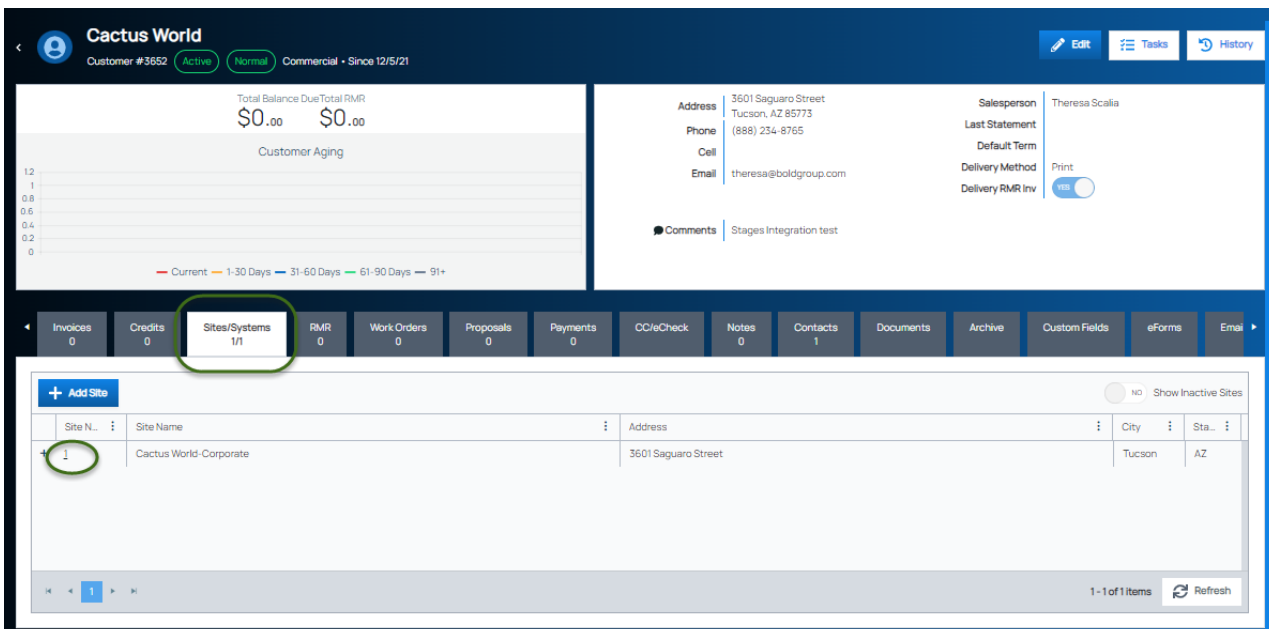 Cactus World
Customer #3652 Active Normal Commercial • Since 12/5/21
Edit
Tasks
History
Total Balance Due Total RMR
$0.00 $0.00
Customer Aging
1.2
1
0.8
0.6
0.4
0.2
0
Current 1-30 Days 31-60 Days 61-90 Days 91+
Address 3601 Saguaro Street
Tucson, AZ 85773
Phone (888) 234-8765
Cell
Email theresa@boldgroup.com
Comments Stages Integration test
Salesperson Theresa Scalia
Last Statement
Default Term
Delivery Method Print
Delivery RMR Inv YES
Invoices
0
Credits
0
Sites/Systems
1/1
RMR
0
Work Orders
0
Proposals
0
Payments
0
CC/eCheck
Notes
0
Contacts
1
Documents
Archive
Custom Fields
eForms
Emai
+ Add Site
NO Show Inactive Sites
Site N... Site Name Address City Sta...
+ 1 Cactus World-Corporate 3601 Saguaro Street Tucson AZ
1
1 - 1 of 1 items Refresh